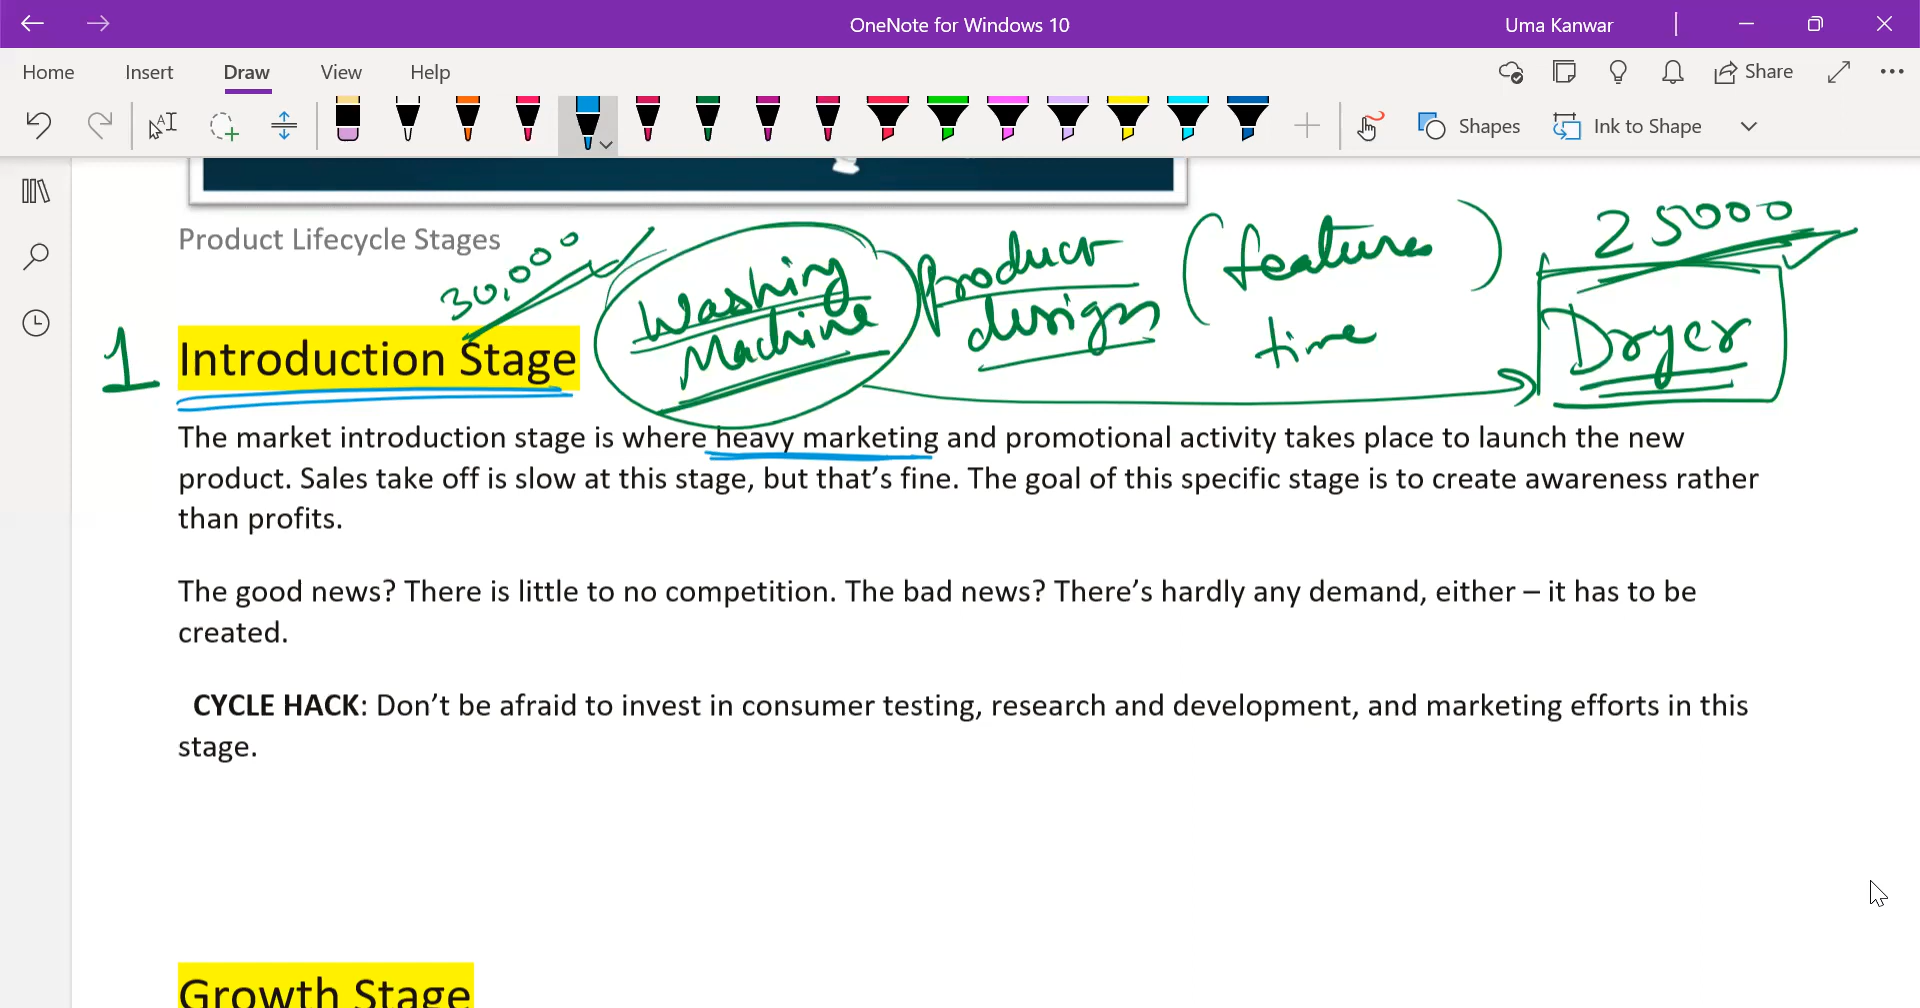 OneNote for Windows 10
Uma Kanwar
Home Insert Draw View Help
Share
Shapes
Ink to Shape
Product Lifecycle Stages
30,000
Washing
Machine
Product
design
(features)
time
25000
Dryer
1
Introduction Stage
The market introduction stage is where heavy marketing and promotional activity takes place to launch the new
product. Sales take off is slow at this stage, but that’s fine. The goal of this specific stage is to create awareness rather
than profits.
The good news? There is little to no competition. The bad news? There’s hardly any demand, either – it has to be
created.
CYCLE HACK: Don’t be afraid to invest in consumer testing, research and development, and marketing efforts in this
stage.
Growth Stage